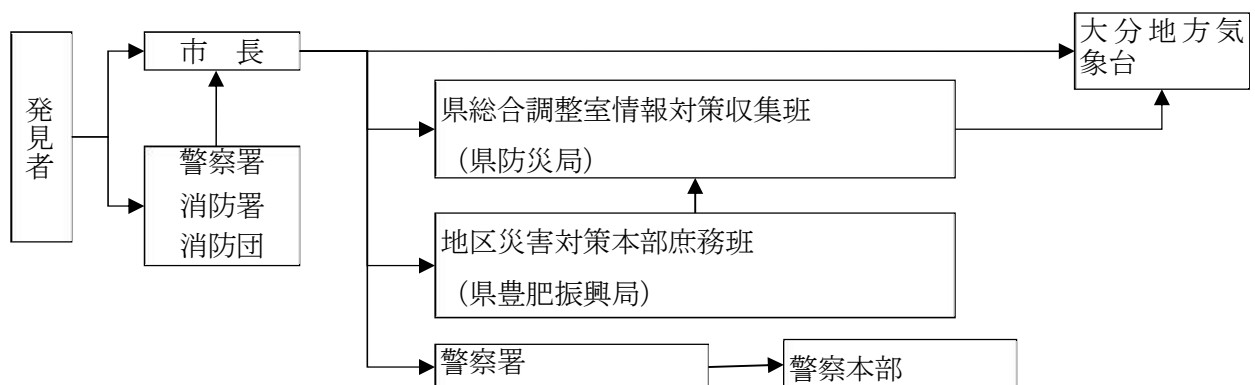 発見者
市　長
警察署
消防署
消防団
県総合調整室情報対策収集班
（県防災局）
地区災害対策本部庶務班
（県豊肥振興局）
警察署
警察本部
大分地方気
象台